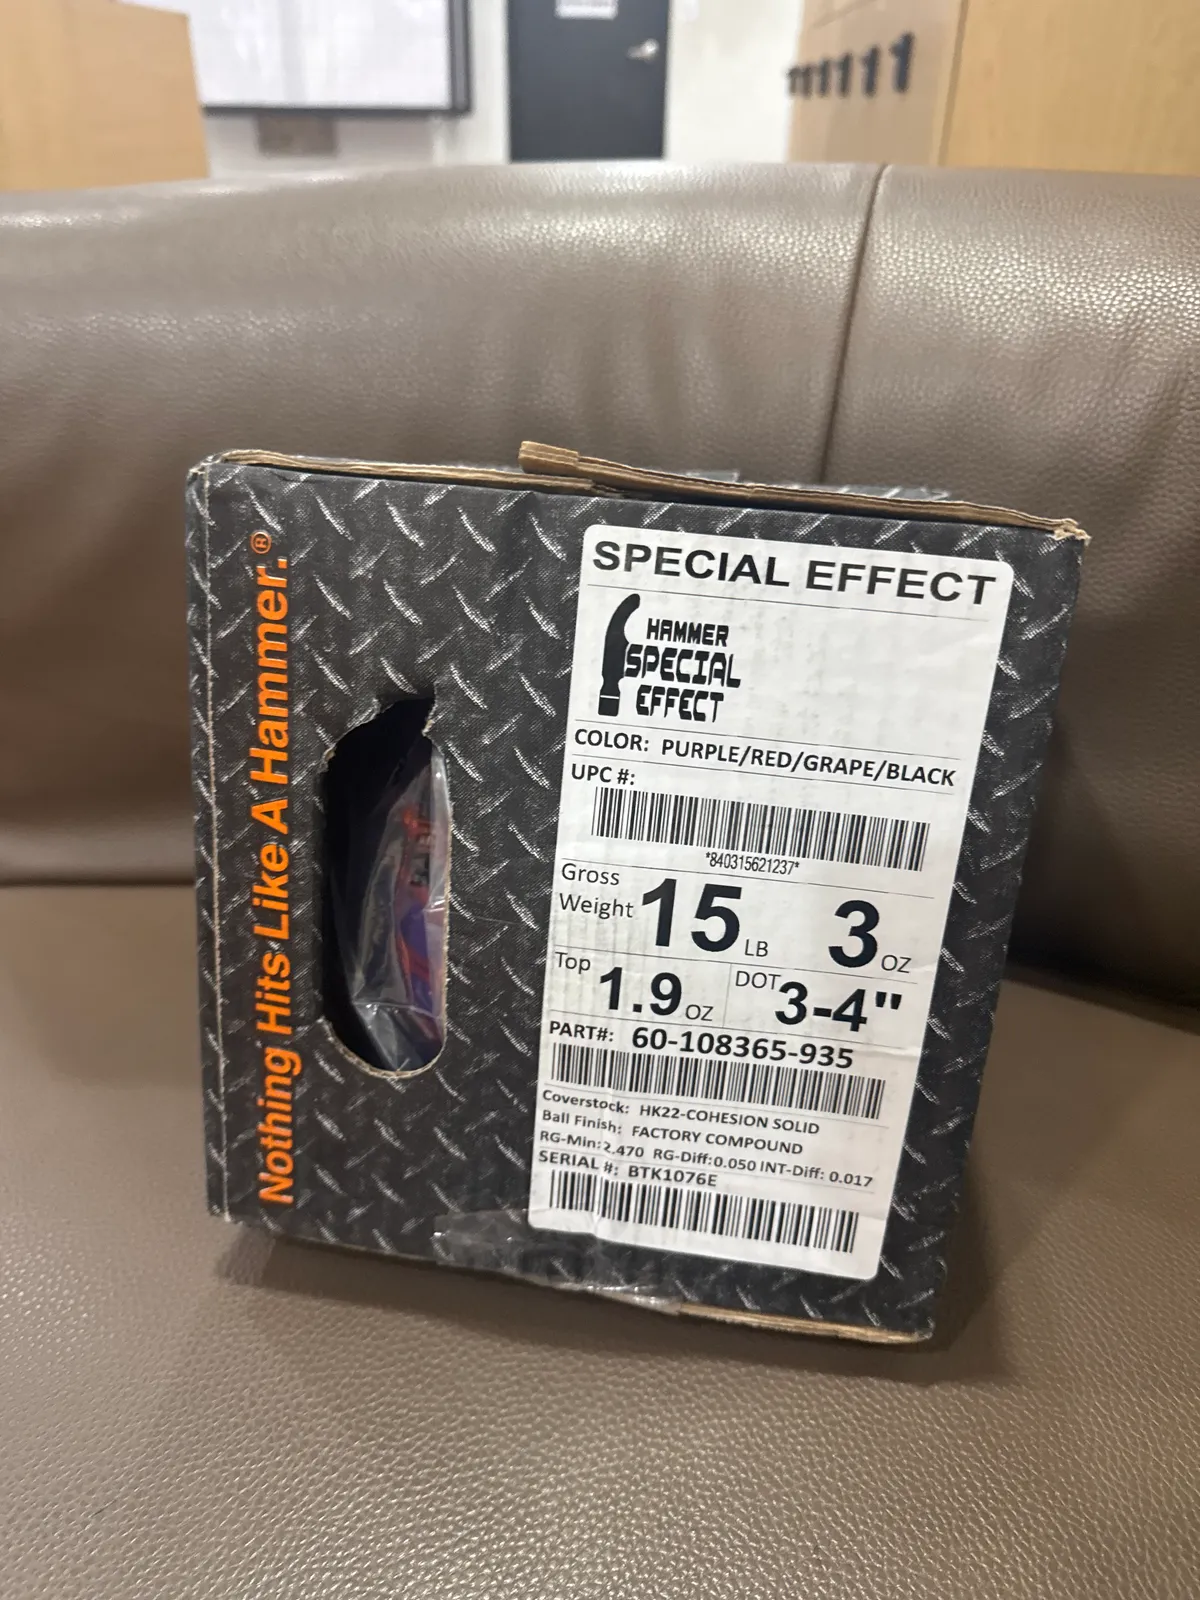 Nothing Hits Like A Hammer.®
SPECIAL EFFECT
HAMMER
SPECIAL
EFFECT
COLOR: PURPLE/RED/GRAPE/BLACK
UPC #:
*840315621237*
Gross Weight 15 LB 3 OZ
Top 1.9 OZ DOT 3-4"
PART#: 60-108365-935
Coverstock: HK22-COHESION SOLID
Ball Finish: FACTORY COMPOUND
RG-Min:2.470 RG-Diff:0.050 INT-Diff: 0.017
SERIAL #: BTK1076E